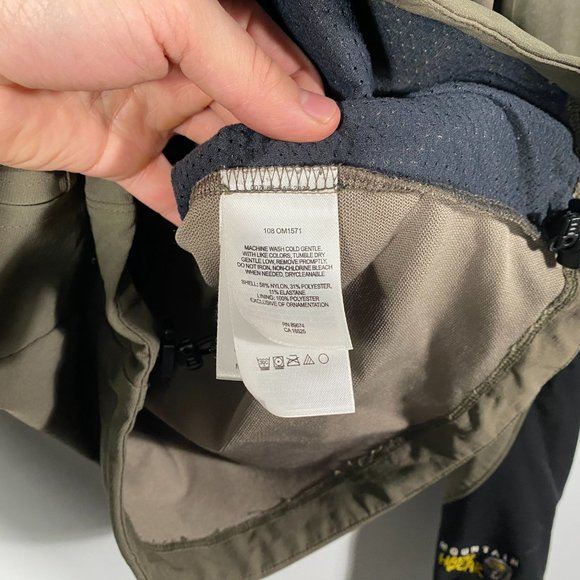 108 OM1571
MACHINE WASH COLD GENTLE.
WITH LIKE COLORS, TUMBLE DRY
GENTLE LOW, REMOVE PROMPTLY,
DO NOT IRON, NON-CHLORINE BLEACH
WHEN NEEDED, DRYCLEANABLE
SHELL: 58% NYLON, 31% POLYESTER,
11% ELASTANE
LINING: 100% POLYESTER
EXCLUSIVE OF ORNAMENTATION
RN 89674
CA 16525
MOUNTAIN